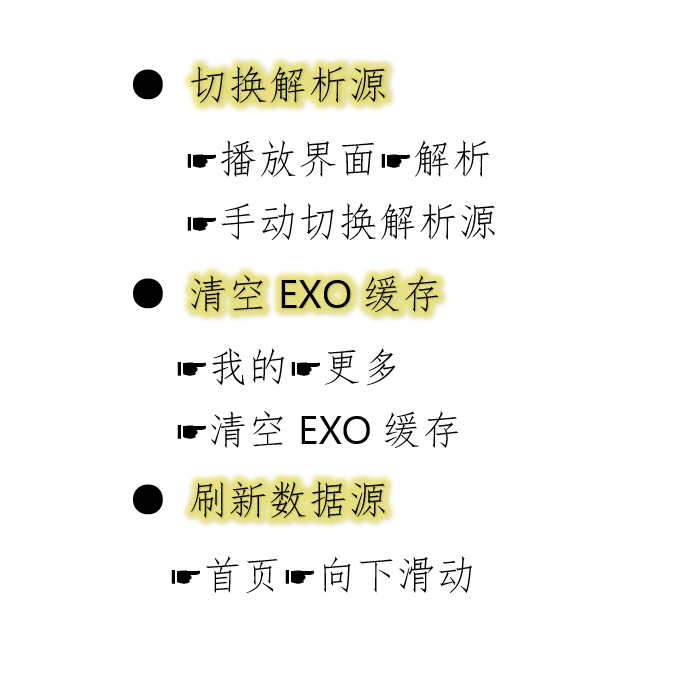 ● 切换解析源
☛播放界面☛解析
☛手动切换解析源
● 清空 EXO 缓存
☛我的☛更多
☛清空 EXO 缓存
● 刷新数据源
☛首页☛向下滑动